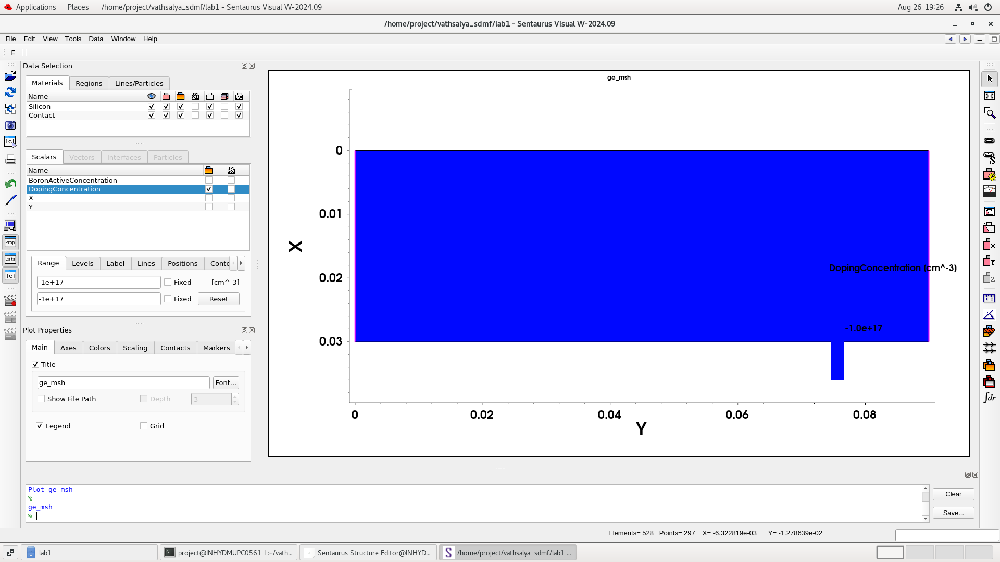 Applications Places /home/project/vathsalya_sdmf/lab1 - Sentaurus Visual W-2024.09 Aug 26 19:26
/home/project/vathsalya_sdmf/lab1 - Sentaurus Visual W-2024.09
File Edit View Tools Data Window Help
E
Data Selection
Materials Regions Lines/Particles
Name
Silicon
Contact
Scalars Vectors Interfaces Particles
Name
BoronActiveConcentration
DopingConcentration
X
Y
Range Levels Label Lines Positions Conto
-1e+17 Fixed [cm^-3]
-1e+17 Fixed Reset
Plot Properties
Main Axes Colors Scaling Contacts Markers
Title
ge_msh Font...
Show File Path Depth 3
Legend Grid
ge_msh
0
0.01
0.02
0.03
X
DopingConcentration (cm^-3)
-1.0e+17
0 0.02 0.04 0.06 0.08
Y
Tcl
Prop
Data
Tcl
S
X
Y
Z
1 2
∫dr
Plot_ge_msh
%
ge_msh
%
Clear
Save...
Elements= 528 Points= 297 X= -6.322819e-03 Y= -1.278639e-02
lab1 project@INHYDMUPC0561-L:~/vath... Sentaurus Structure Editor@INHYD... /home/project/vathsalya_sdmf/lab1 ...